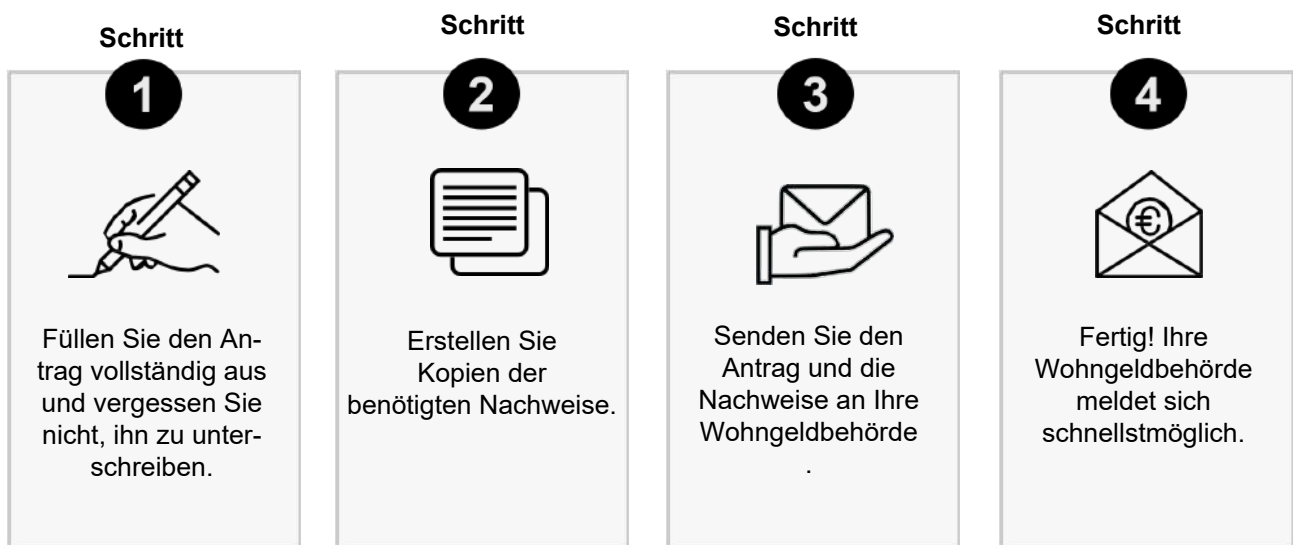 Schritt
1
Füllen Sie den An-
trag vollständig aus
und vergessen Sie
nicht, ihn zu unter-
schreiben.
Schritt
2
Erstellen Sie
Kopien der
benötigten Nachweise.
Schritt
3
Senden Sie den
Antrag und die
Nachweise an Ihre
Wohngeldbehörde
.
Schritt
4
€
Fertig! Ihre
Wohngeldbehörde
meldet sich
schnellstmöglich.